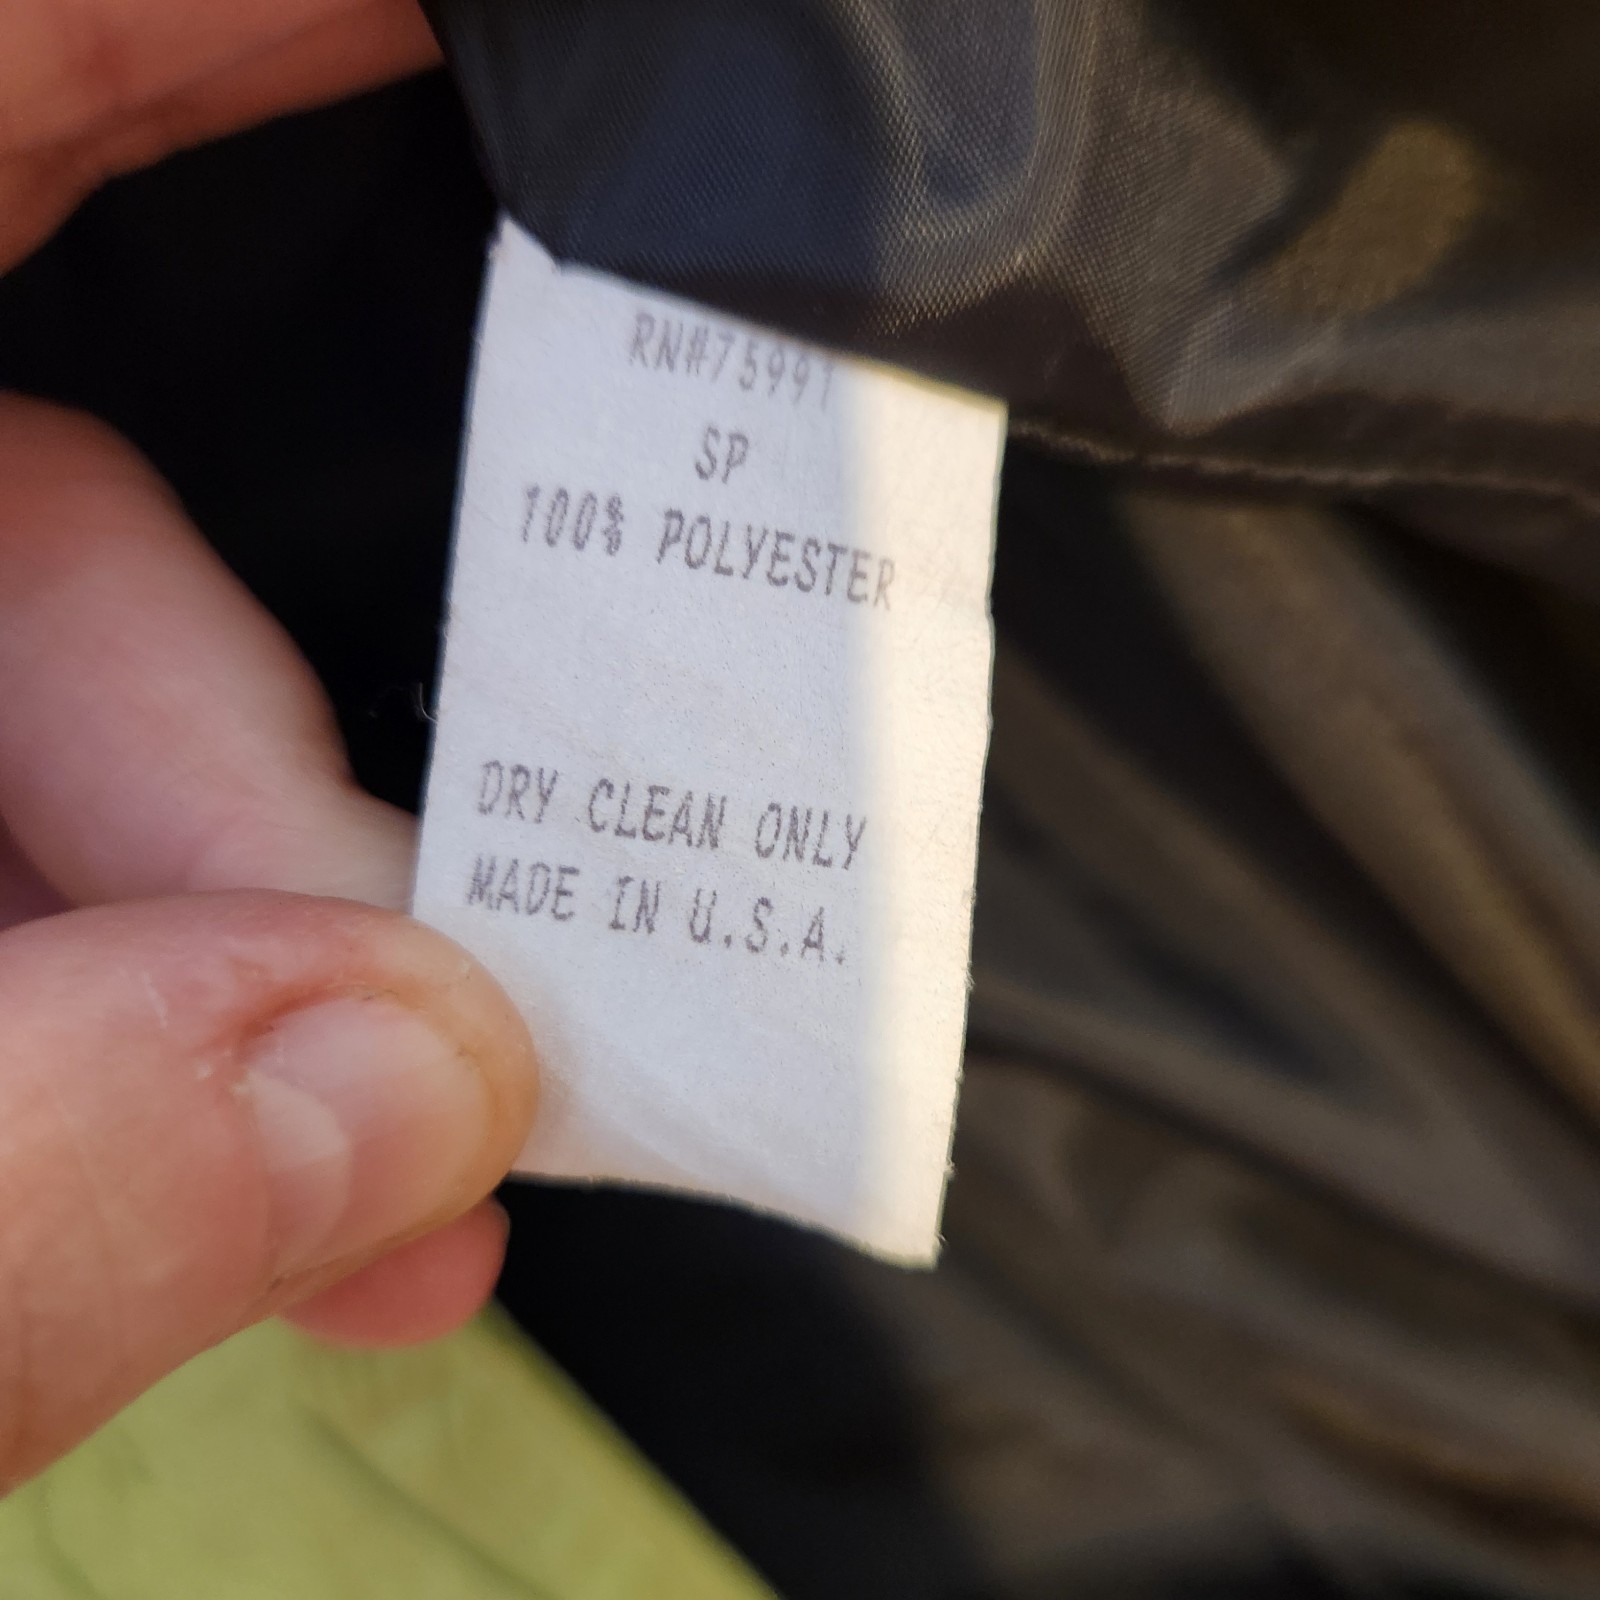 RN#75991
SP
100% POLYESTER
DRY CLEAN ONLY
MADE IN U.S.A.